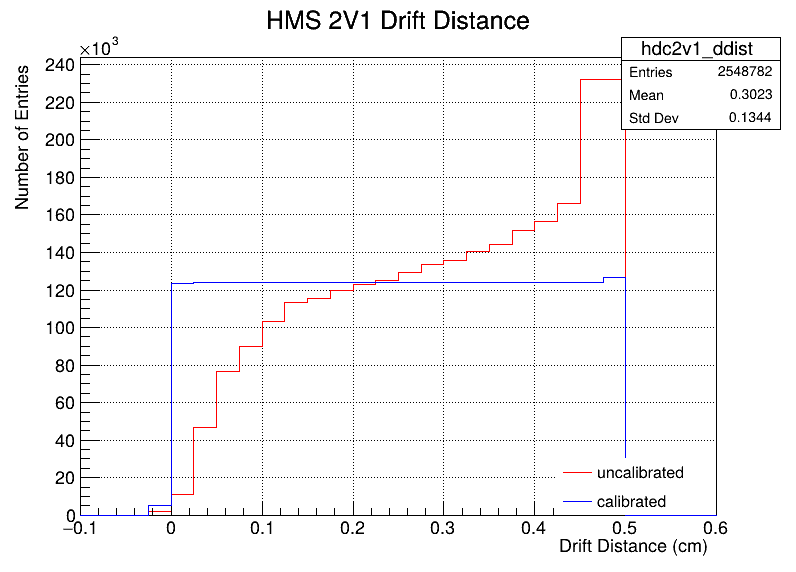 HMS 2V1 Drift Distance
×10³
hdc2v1_ddist
Entries 2548782
Mean 0.3023
Std Dev 0.1344
Number of Entries
240
220
200
180
160
140
120
100
80
60
40
20
0
uncalibrated
calibrated
−0.1 0 0.1 0.2 0.3 0.4 0.5 0.6
Drift Distance (cm)